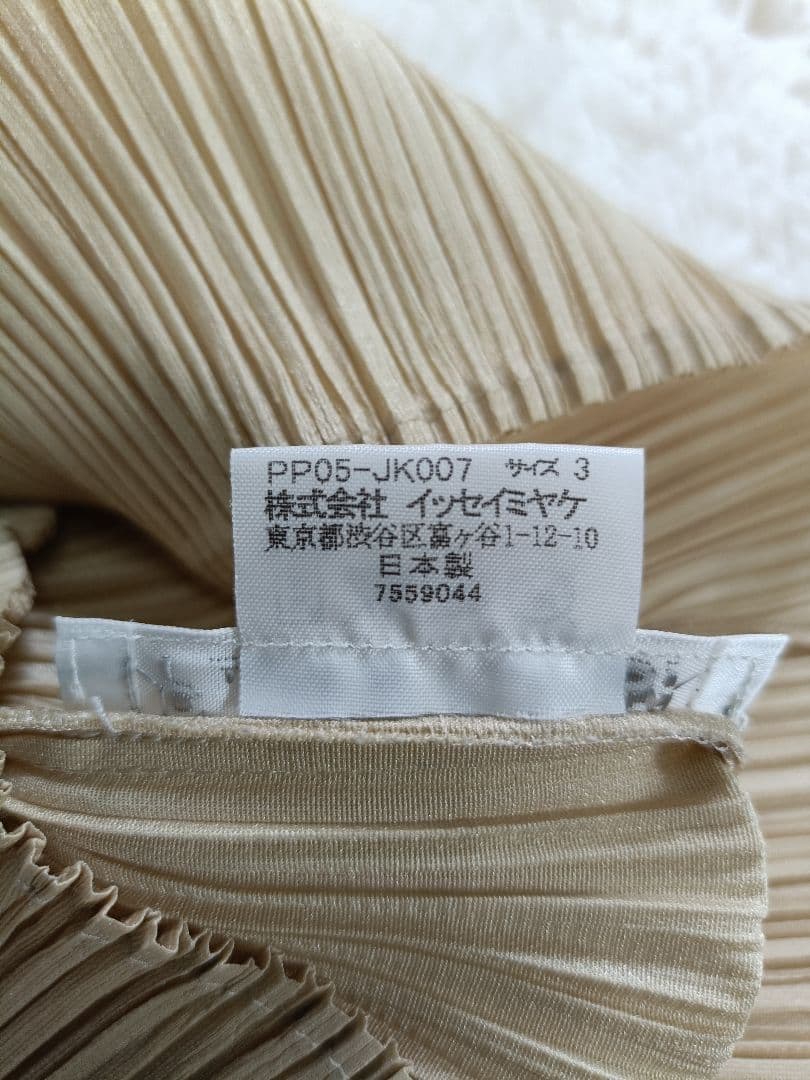 PP05-JK007 サイズ 3
株式会社 イッセイミヤケ
東京都渋谷区富ヶ谷1-12-10
日本製
7559044